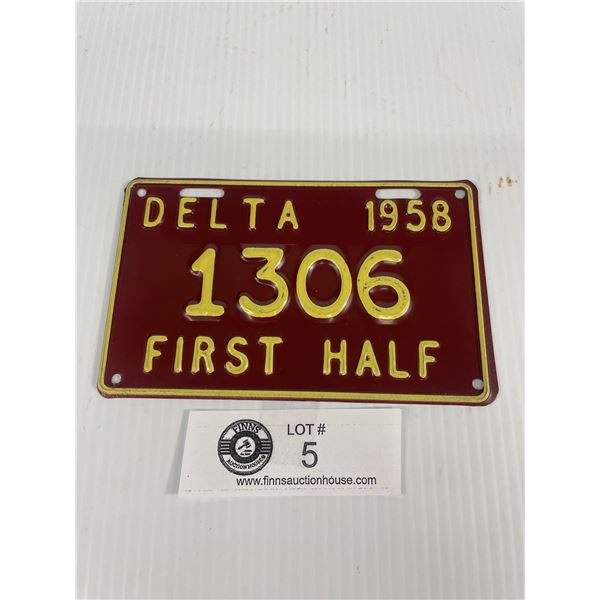 DELTA 1958
1306
FIRST HALF
FINNS
AUCTION HOUSE
LOT #
5
www.finnsauctionhouse.com